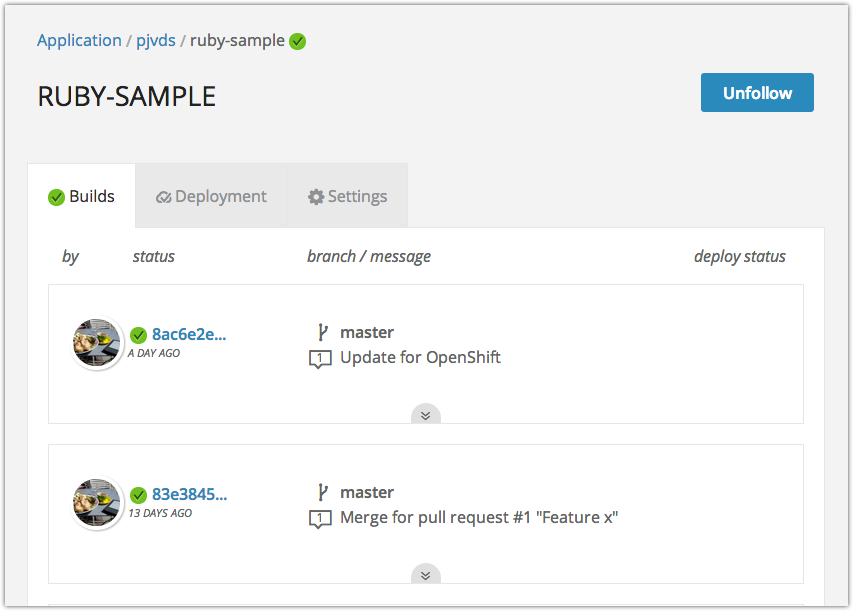 Application / pjvds / ruby-sample
RUBY-SAMPLE
Unfollow
Builds
Deployment
Settings
by status branch / message deploy status
8ac6e2e...
A DAY AGO
master
1 Update for OpenShift
83e3845...
13 DAYS AGO
master
1 Merge for pull request #1 "Feature x"